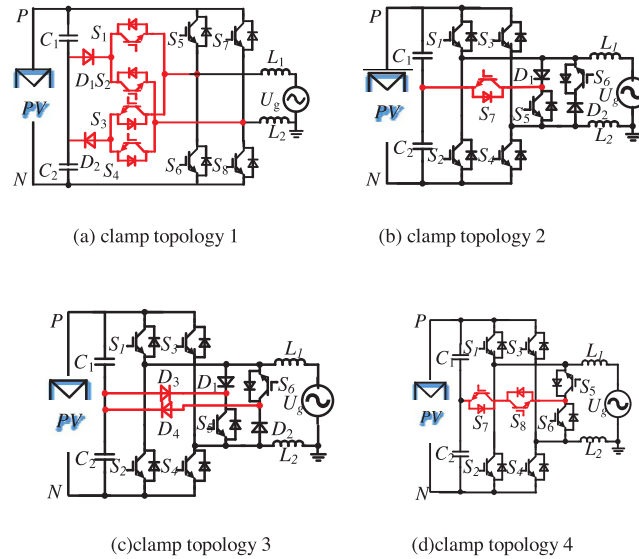 P
C1
S1
S5
S7
L1
PV
D1
S2
Ug
S3
L2
C2
D2
S4
S6
S8
N
(a) clamp topology 1
P
S1
S3
L1
C1
D1
S6
PV
S7
S5
D2
Ug
C2
S2
S4
L2
N
(b) clamp topology 2
P
S1
S3
L1
C1
D3
D1
S6
PV
D4
S5
D2
Ug
C2
S2
S4
L2
N
(c)clamp topology 3
P
S1
S3
L1
C1
S5
PV
S7
S8
S6
Ug
C2
S2
S4
L2
N
(d)clamp topology 4